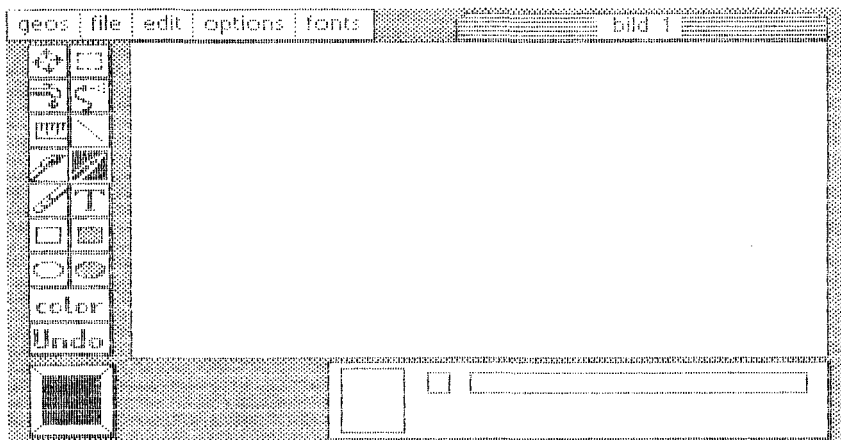 geos file edit options fonts
bild 1
T
color
Undo